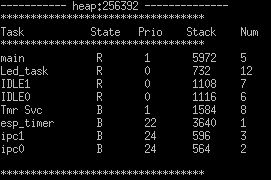 ----------- heap:256392 --------------
******************************
Task State Prio Stack Num
******************************
main R 1 5972 5
Led_task R 0 732 12
IDLE1 R 0 1108 7
IDLE0 R 0 1116 6
Tmr Svc B 1 1584 8
esp_timer B 22 3640 1
ipc1 B 24 596 3
ipc0 B 24 564 2
******************************